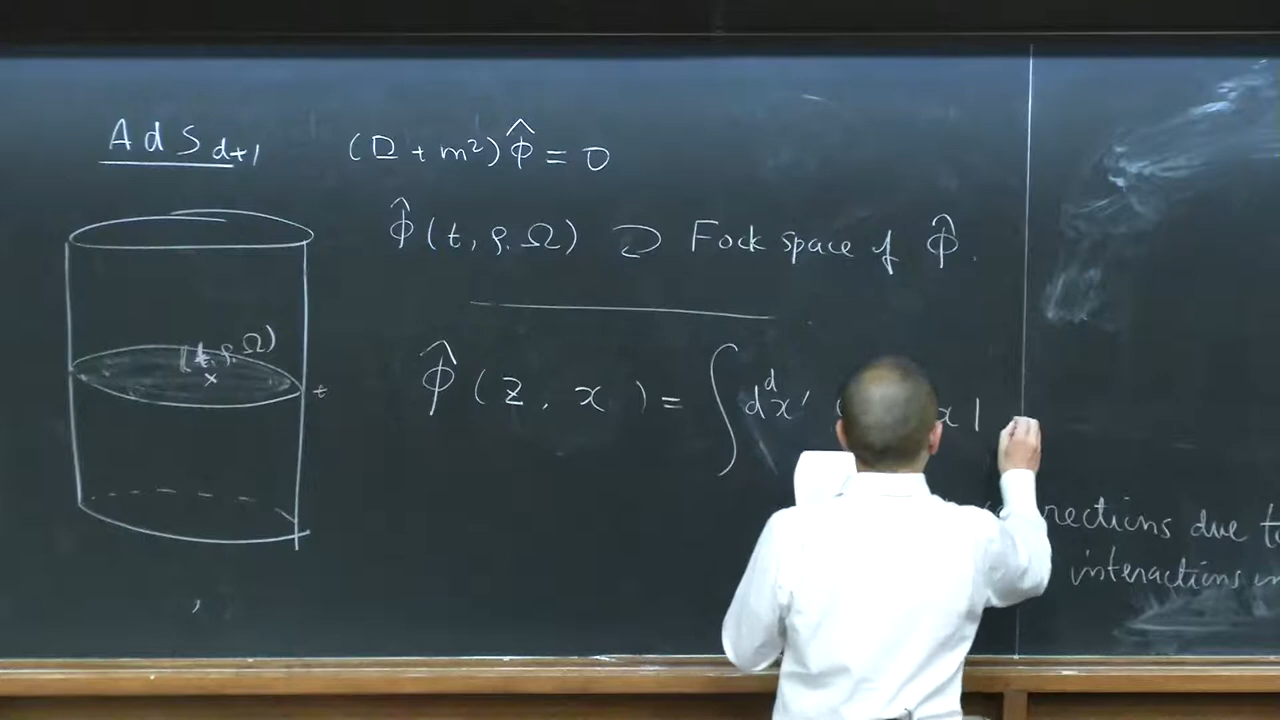 AdS_{d+1} (□ + m²) φ̂ = 0
φ̂(t, ρ, Ω) ⊃ Fock space of φ̂.
(t, ρ, Ω)
x
t
φ̂(z, x) = ∫ d^d x' ( x |
rections due to
interactions in